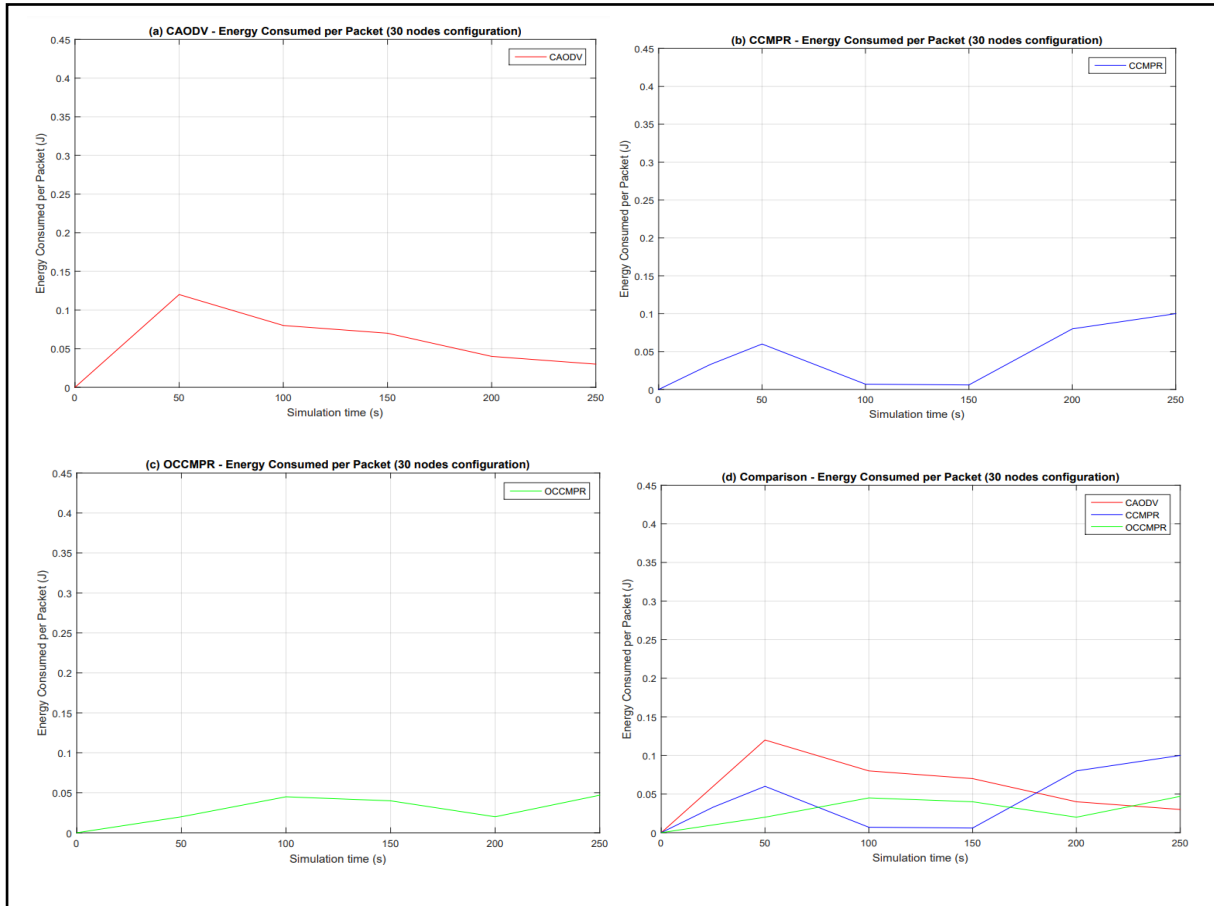 (a) CAODV - Energy Consumed per Packet (30 nodes configuration)
CAODV
Energy Consumed per Packet (J)
0.45
0.4
0.35
0.3
0.25
0.2
0.15
0.1
0.05
0
0 50 100 150 200 250
Simulation time (s)
(b) CCMPR - Energy Consumed per Packet (30 nodes configuration)
CCMPR
Energy Consumed per Packet (J)
0.45
0.4
0.35
0.3
0.25
0.2
0.15
0.1
0.05
0
0 50 100 150 200 250
Simulation time (s)
(c) OCCMPR - Energy Consumed per Packet (30 nodes configuration)
OCCMPR
Energy Consumed per Packet (J)
0.45
0.4
0.35
0.3
0.25
0.2
0.15
0.1
0.05
0
0 50 100 150 200 250
Simulation time (s)
(d) Comparison - Energy Consumed per Packet (30 nodes configuration)
CAODV
CCMPR
OCCMPR
Energy Consumed per Packet (J)
0.45
0.4
0.35
0.3
0.25
0.2
0.15
0.1
0.05
0
0 50 100 150 200 250
Simulation time (s)